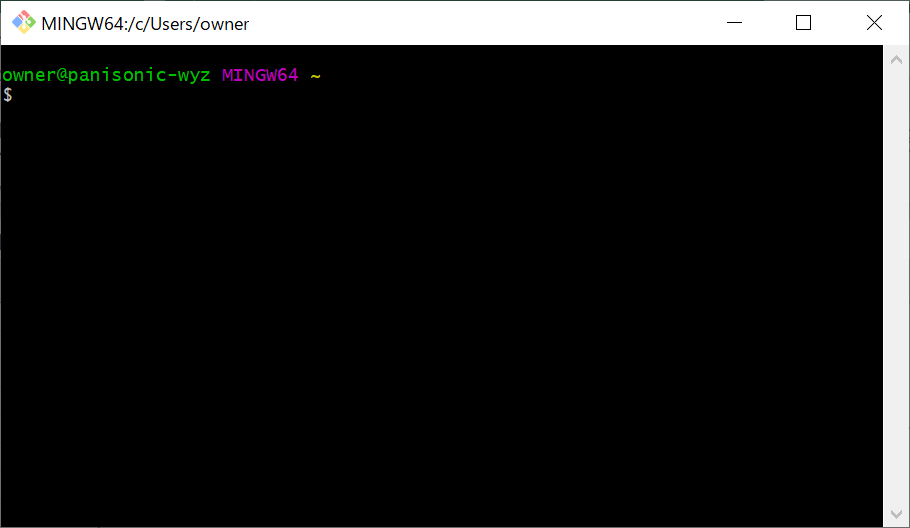 MINGW64:/c/Users/owner
owner@panisonic-wyz MINGW64 ~
$